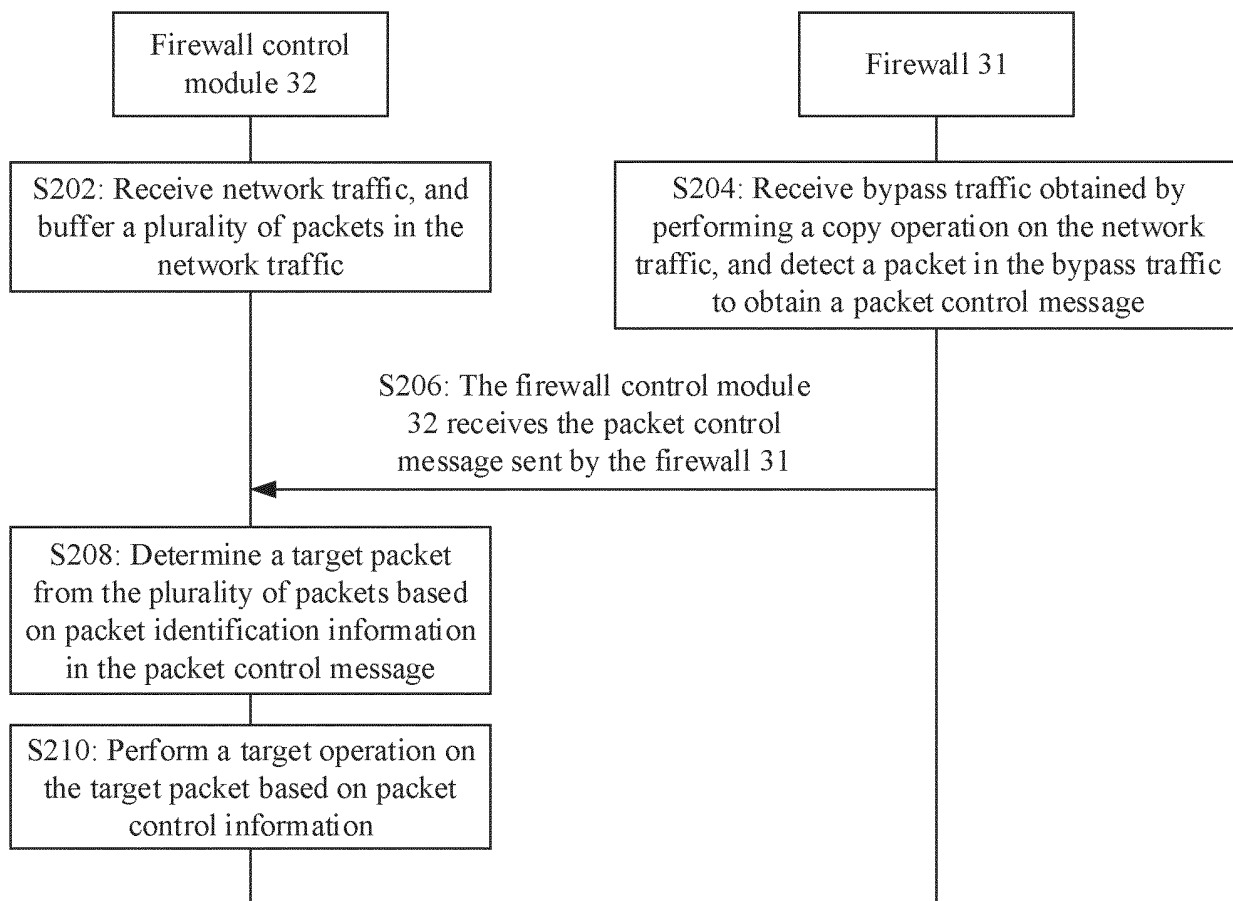 Firewall control
module 32
Firewall 31
S202: Receive network traffic, and
buffer a plurality of packets in the
network traffic
S204: Receive bypass traffic obtained by
performing a copy operation on the network
traffic, and detect a packet in the bypass traffic
to obtain a packet control message
S206: The firewall control module
32 receives the packet control
message sent by the firewall 31
S208: Determine a target packet
from the plurality of packets based
on packet identification information
in the packet control message
S210: Perform a target operation on
the target packet based on packet
control information